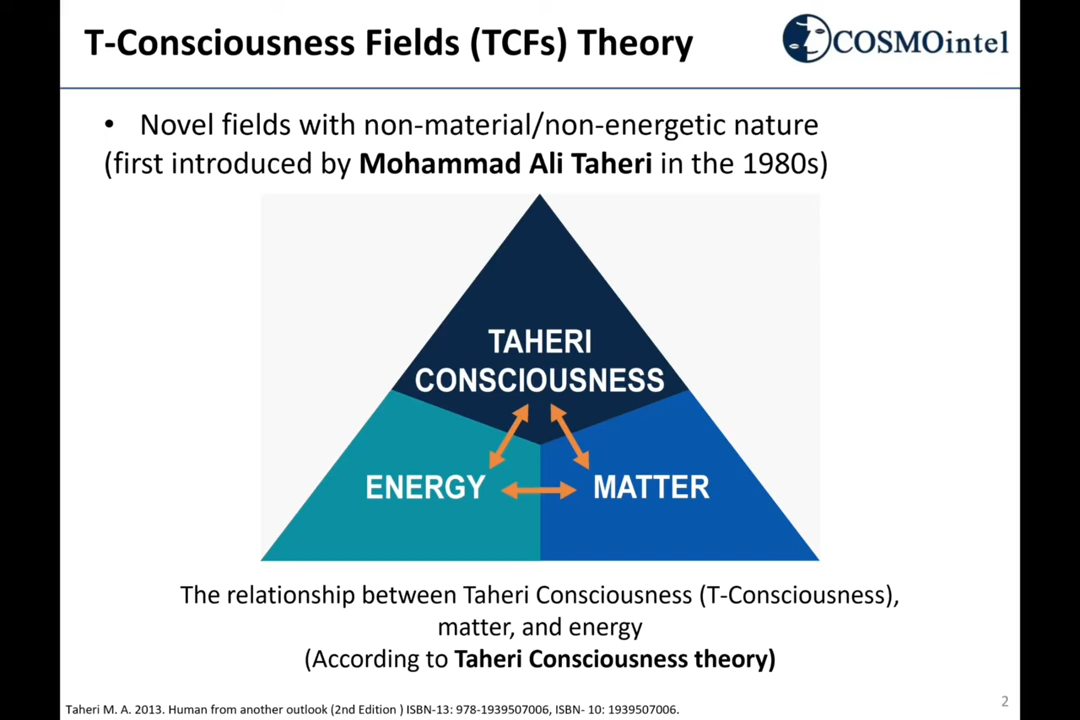 T-Consciousness Fields (TCFs) Theory
COSMOintel
• Novel fields with non-material/non-energetic nature
(first introduced by Mohammad Ali Taheri in the 1980s)
TAHERI
CONSCIOUSNESS
ENERGY
MATTER
The relationship between Taheri Consciousness (T-Consciousness),
matter, and energy
(According to Taheri Consciousness theory)
Taheri M. A. 2013. Human from another outlook (2nd Edition ) ISBN-13: 978-1939507006, ISBN- 10: 1939507006.
2